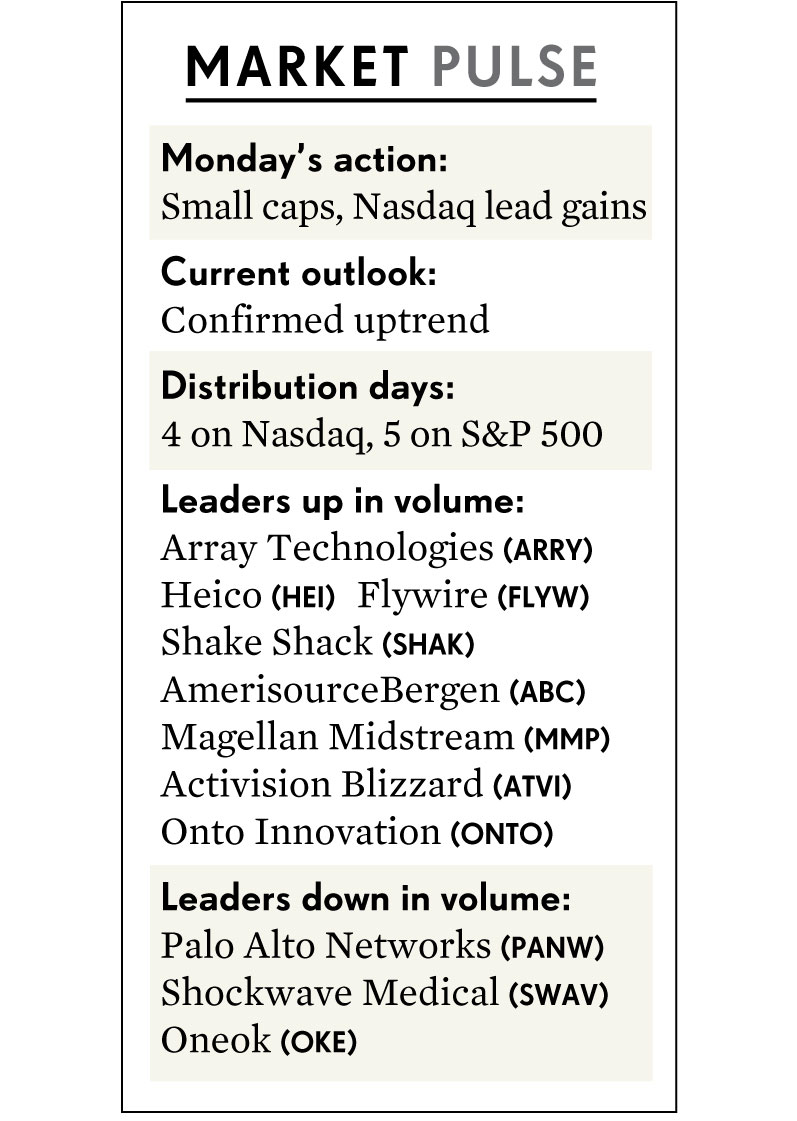 MARKET PULSE
Monday’s action:
Small caps, Nasdaq lead gains
Current outlook:
Confirmed uptrend
Distribution days:
4 on Nasdaq, 5 on S&P 500
Leaders up in volume:
Array Technologies (ARRY)
Heico (HEI) Flywire (FLYW)
Shake Shack (SHAK)
AmerisourceBergen (ABC)
Magellan Midstream (MMP)
Activision Blizzard (ATVI)
Onto Innovation (ONTO)
Leaders down in volume:
Palo Alto Networks (PANW)
Shockwave Medical (SWAV)
Oneok (OKE)